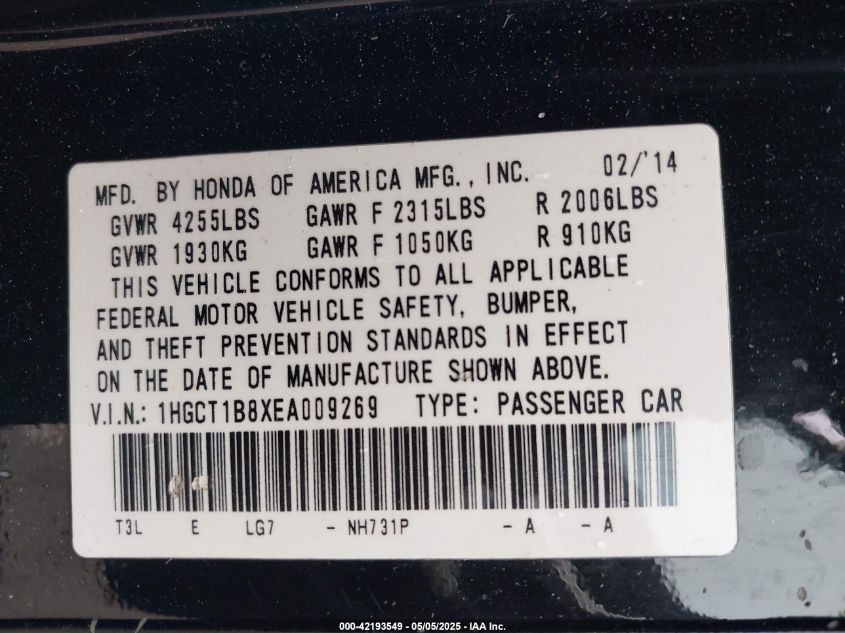 MFD. BY HONDA OF AMERICA MFG., INC. 02/'14
GVWR 4255LBS GAWR F 2315LBS R 2006LBS
GVWR 1930KG GAWR F 1050KG R 910KG
THIS VEHICLE CONFORMS TO ALL APPLICABLE
FEDERAL MOTOR VEHICLE SAFETY, BUMPER,
AND THEFT PREVENTION STANDARDS IN EFFECT
ON THE DATE OF MANUFACTURE SHOWN ABOVE.
V.I.N.: 1HGCT1B8XEA009269 TYPE: PASSENGER CAR
T3L E LG7 - NH731P - A - A
000-42193549 - 05/05/2025 - IAA Inc.